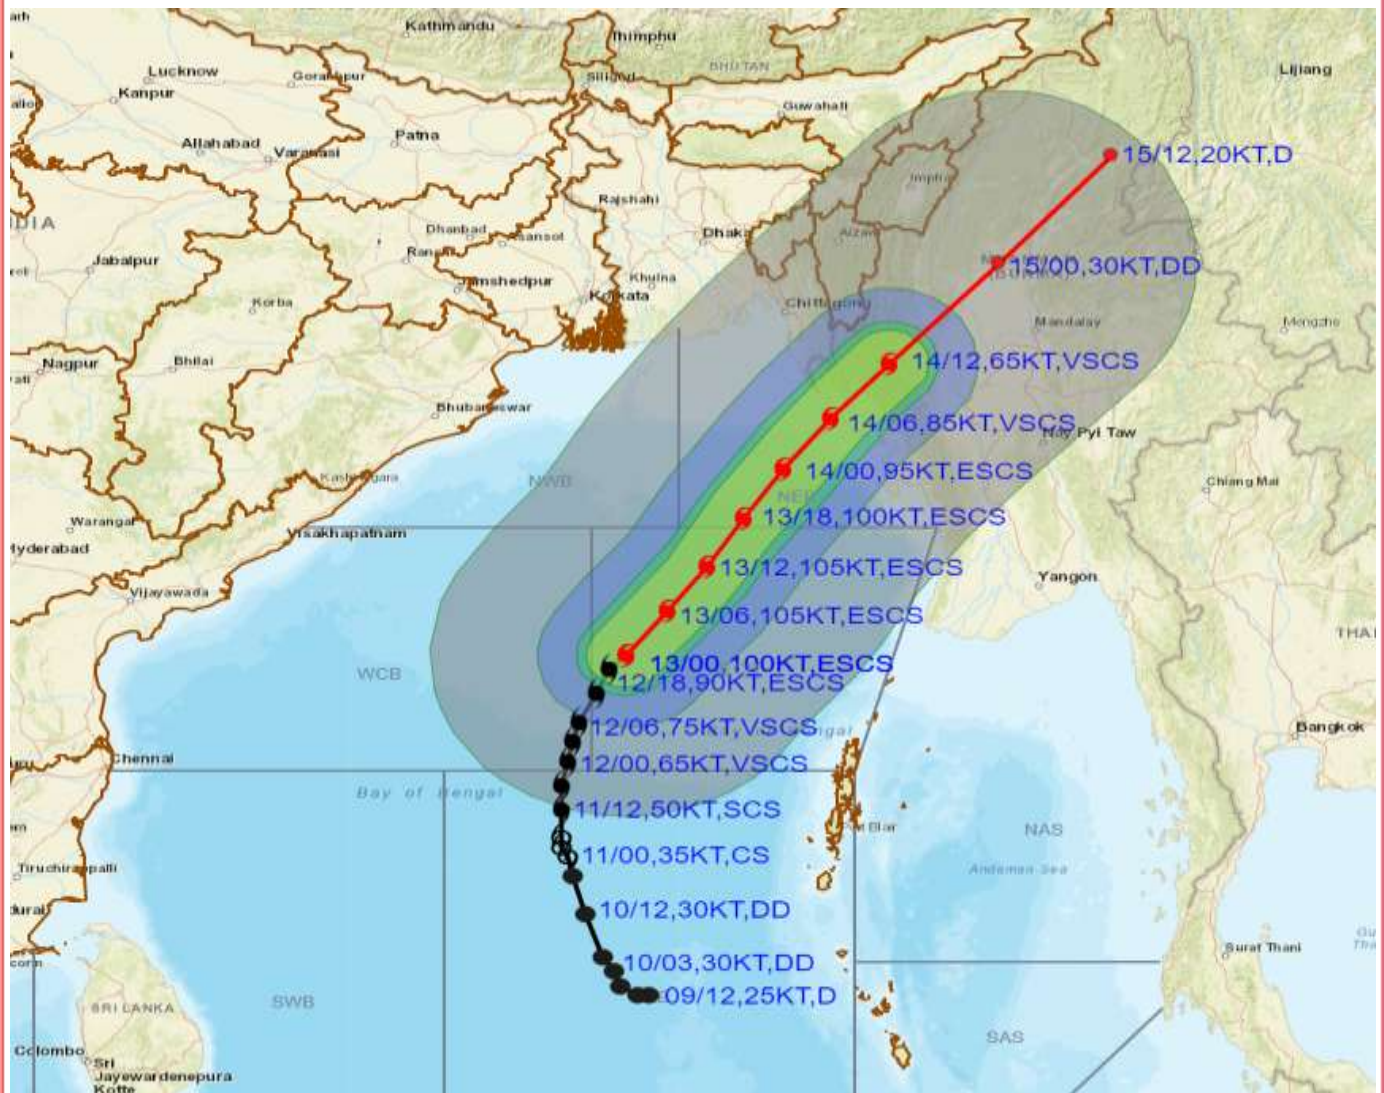 Kathmandu
Thimphu
BHUTAN
Lijiang
Lucknow
Kanpur
Siliguri
Guwahati
Patna
Allahabad
Varanasi
15/12,20KT,D
Imphal
Rajshahi
Dhanbad
Asansol
Dhaka
Aizawl
Jabalpur
15/00,30KT,DD
Jamshedpur
Khulna
Kolkata
Korba
Chittagong
Mandalay
Mengzhe
Nagpur
Bhilai
14/12,65KT,VSCS
Bhubaneswar
14/06,85KT,VSCS
Nay Pyi Taw
14/00,95KT,ESCS
NWB
Chiang Mai
NEB
Warangal
Visakhapatnam
13/18,100KT,ESCS
13/12,105KT,ESCS
Yangon
Vijayawada
13/06,105KT,ESCS
13/00,100KT,ESCS
WCB
12/18,90KT,ESCS
12/06,75KT,VSCS
Bangkok
Chennai
12/00,65KT,VSCS
Bay of Bengal
11/12,50KT,SCS
NAS
11/00,35KT,CS
Andaman Sea
Tiruchirappalli
10/12,30KT,DD
Surat Thani
10/03,30KT,DD
09/12,25KT,D
SWB
SRI LANKA
SAS
Colombo
Sri
Jayewardenepura
Kotte